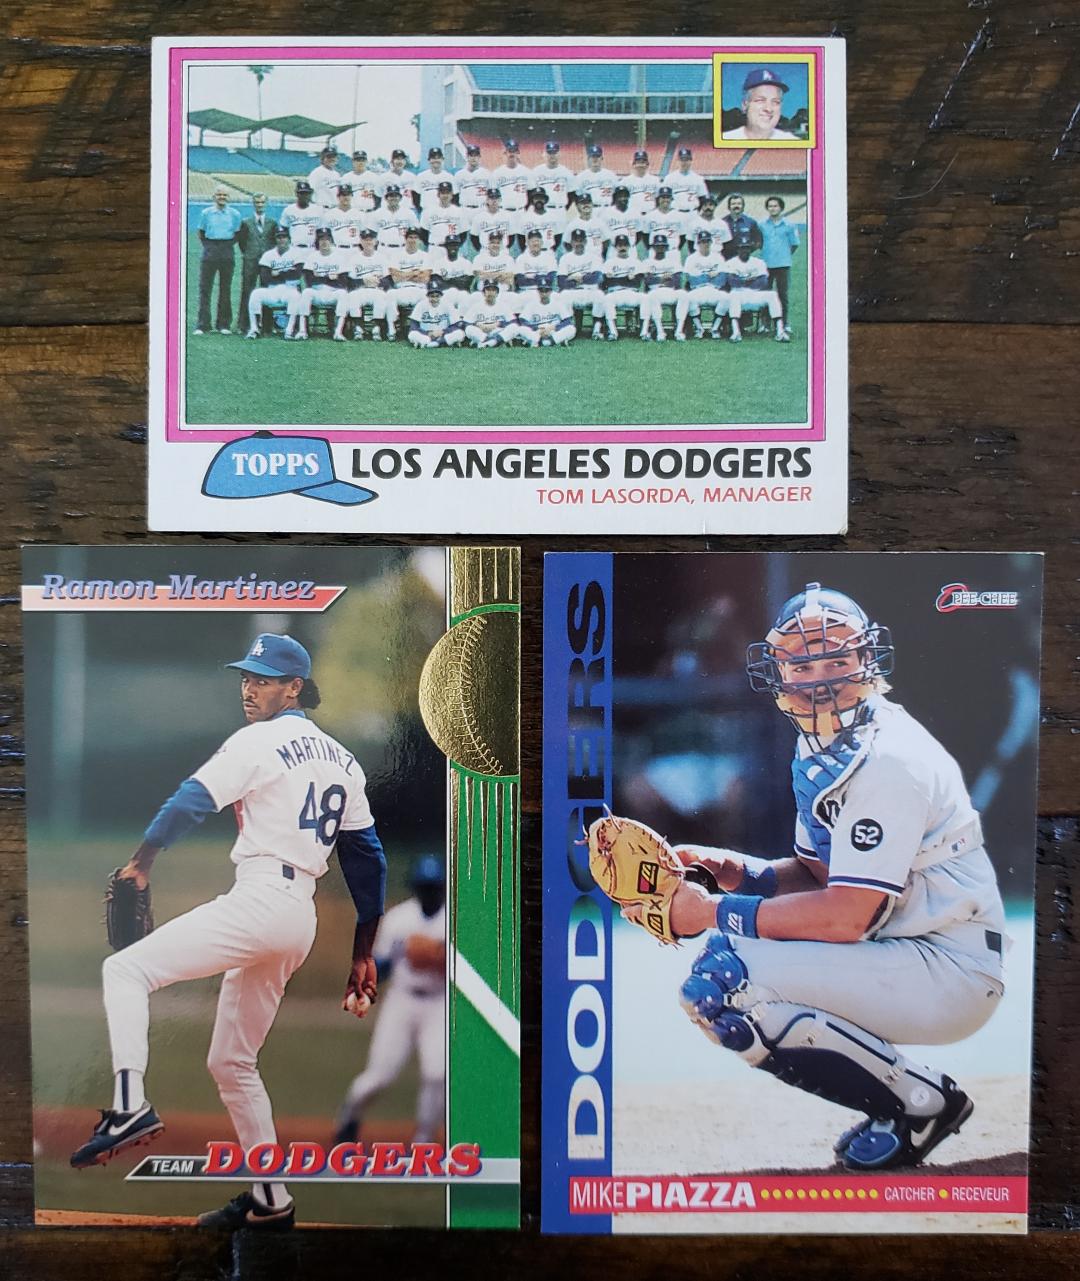 TOPPS
LOS ANGELES DODGERS
TOM LASORDA, MANAGER
Ramon Martinez
MARTINEZ
48
TEAM DODGERS
DODGERS
O PEE-CHEE
52
MIKE PIAZZA CATCHER • RECEVEUR